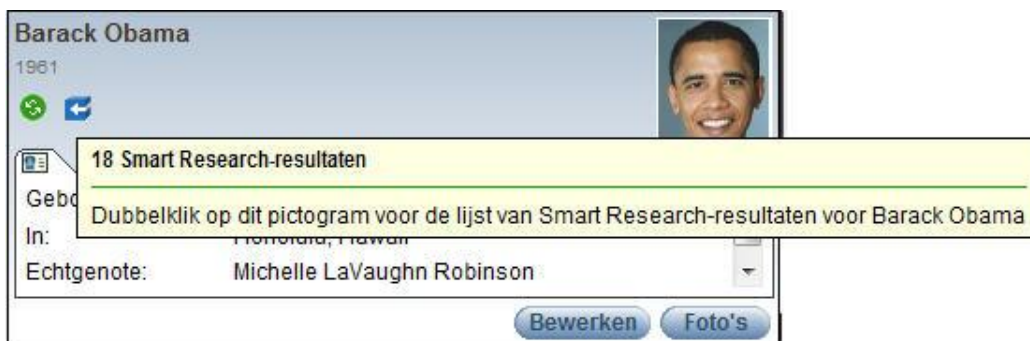 Barack Obama
1961
18 Smart Research-resultaten
Dubbelklik op dit pictogram voor de lijst van Smart Research-resultaten voor Barack Obama
In:
Echtgenote: Michelle LaVaughn Robinson
Bewerken Foto's